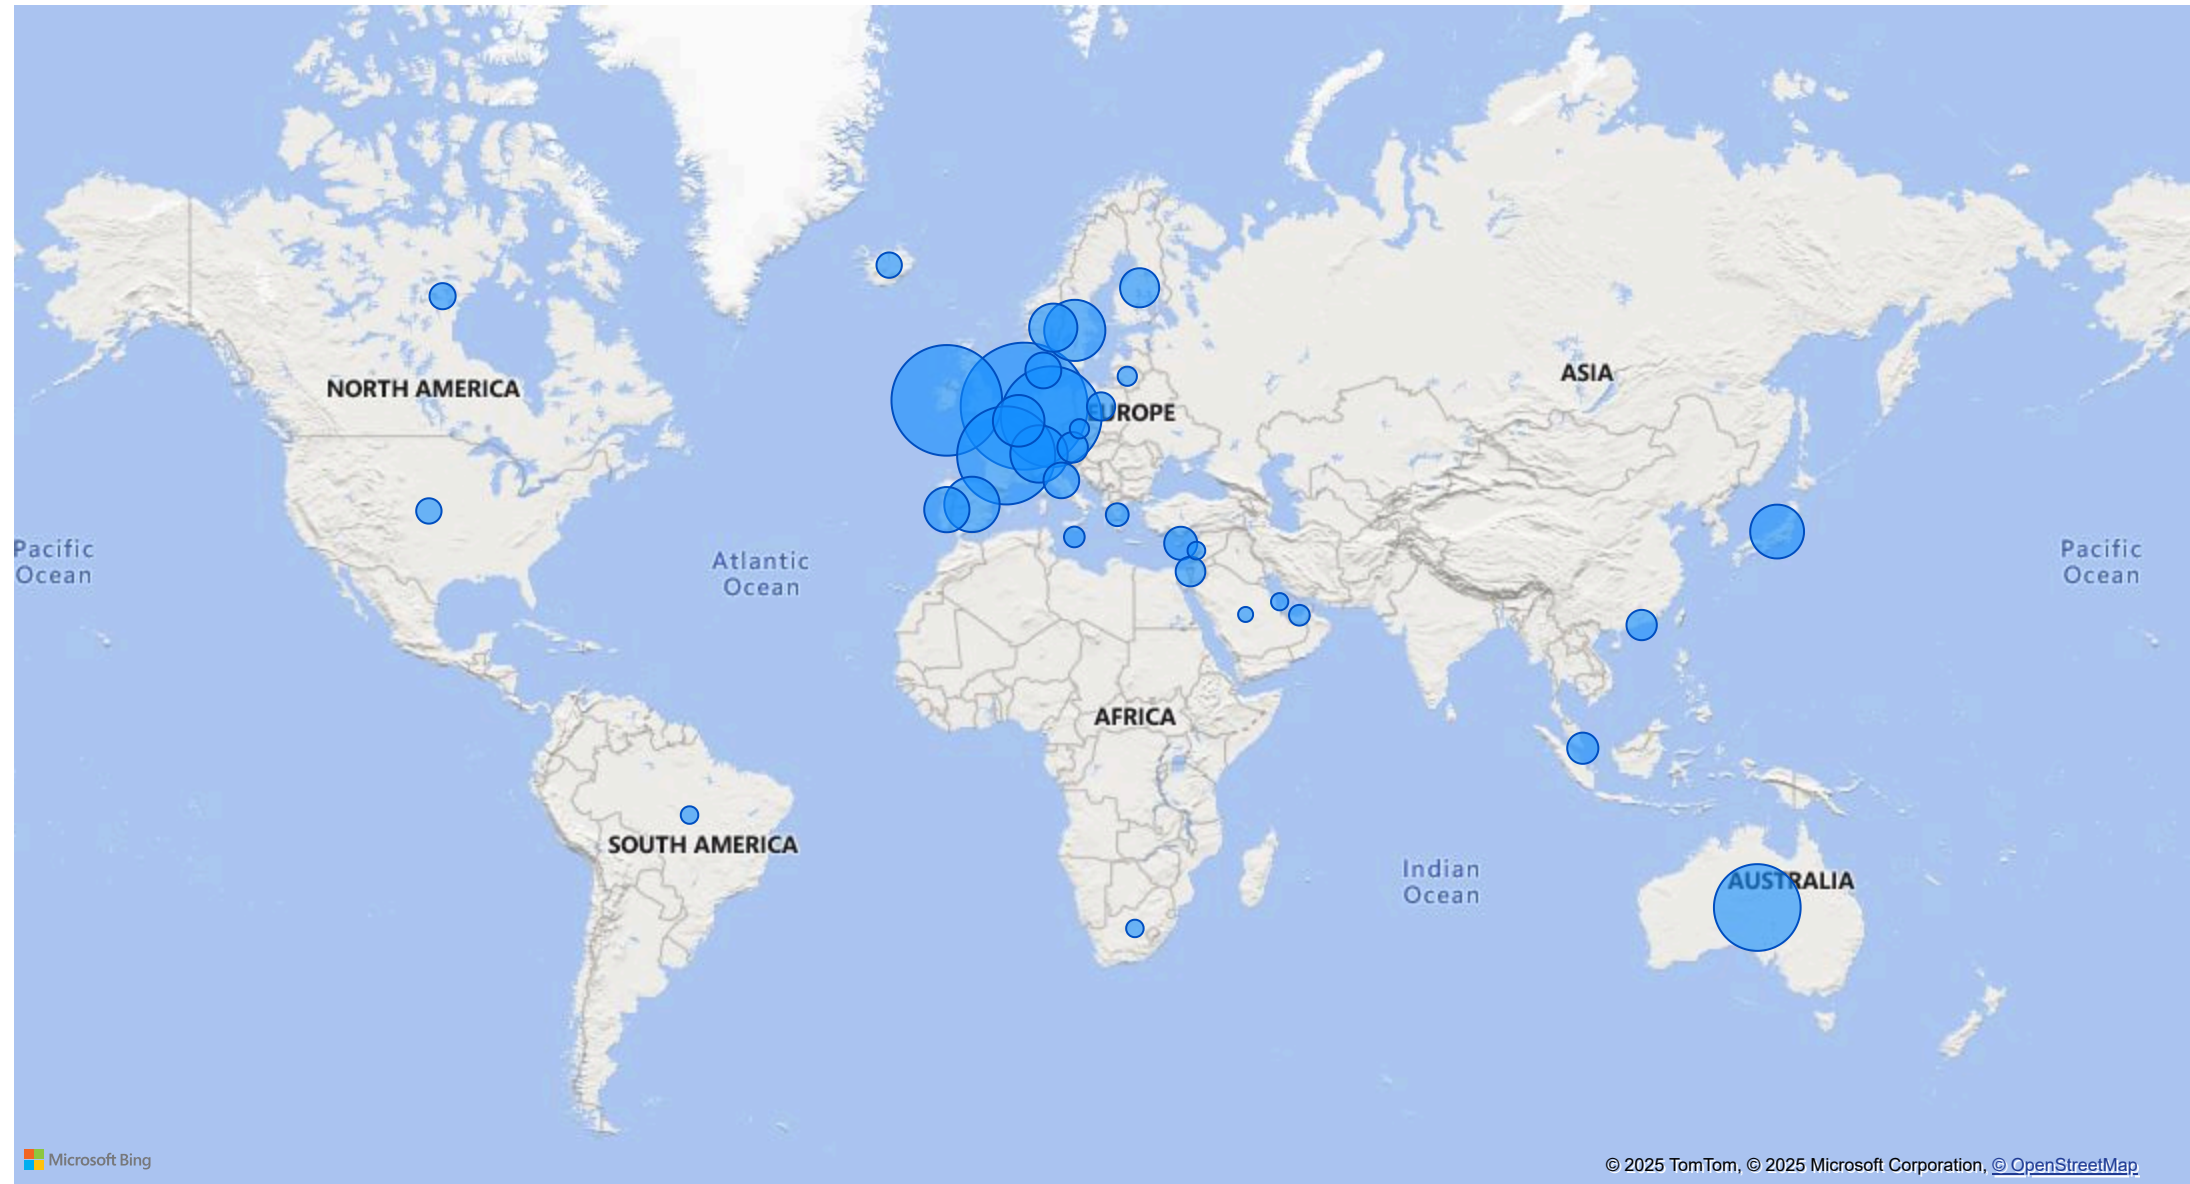 ASIA
NORTH AMERICA
EUROPE
Pacific
Ocean
Atlantic
Ocean
Pacific
Ocean
AFRICA
SOUTH AMERICA
Indian
Ocean
AUSTRALIA
Microsoft Bing
© 2025 TomTom, © 2025 Microsoft Corporation, © OpenStreetMap